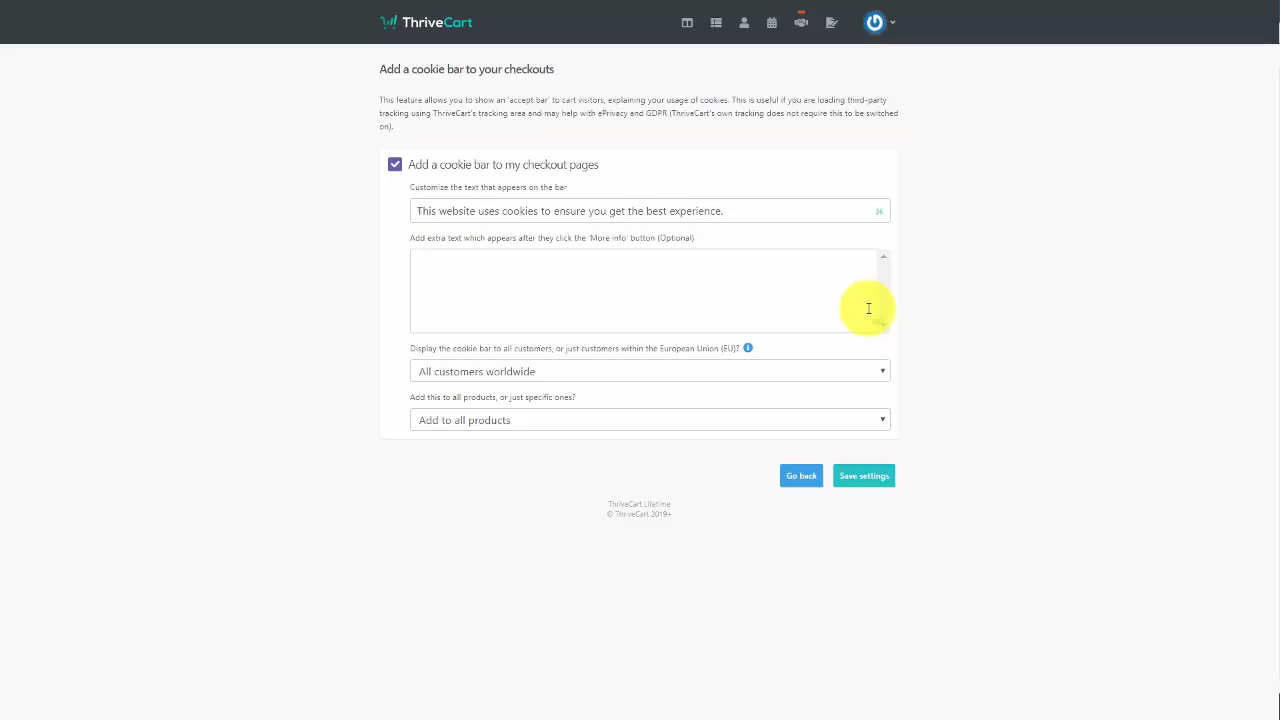 ThriveCart
Add a cookie bar to your checkouts
This feature allows you to show an 'accept bar' to cart visitors, explaining your usage of cookies. This is useful if you are loading third-party
tracking using ThriveCart's tracking area and may help with ePrivacy and GDPR (ThriveCart's own tracking does not require this to be switched
on).
Add a cookie bar to my checkout pages
Customize the text that appears on the bar
This website uses cookies to ensure you get the best experience.
36
Add extra text which appears after they click the 'More info' button (Optional)
Display the cookie bar to all customers, or just customers within the European Union (EU)?
All customers worldwide
Add this to all products, or just specific ones?
Add to all products
Go back
Save settings
ThriveCart Lifetime
© ThriveCart 2019+